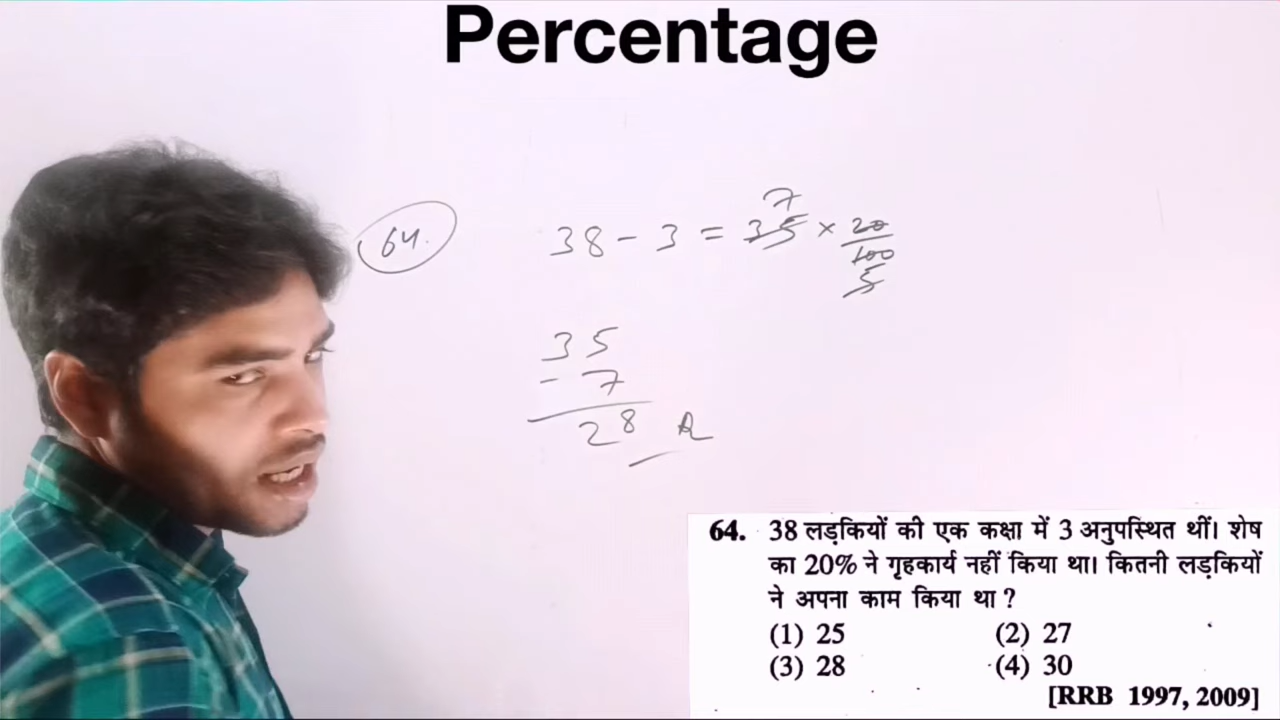 Percentage
64.
38 - 3 = 35 7 × 20/100 5
35
- 7
28
64. 38 लड़कियों की एक कक्षा में 3 अनुपस्थित थीं। शेष
का 20% ने गृहकार्य नहीं किया था। कितनी लड़कियों
ने अपना काम किया था ?
(1) 25 (2) 27
(3) 28 (4) 30
[RRB 1997, 2009]